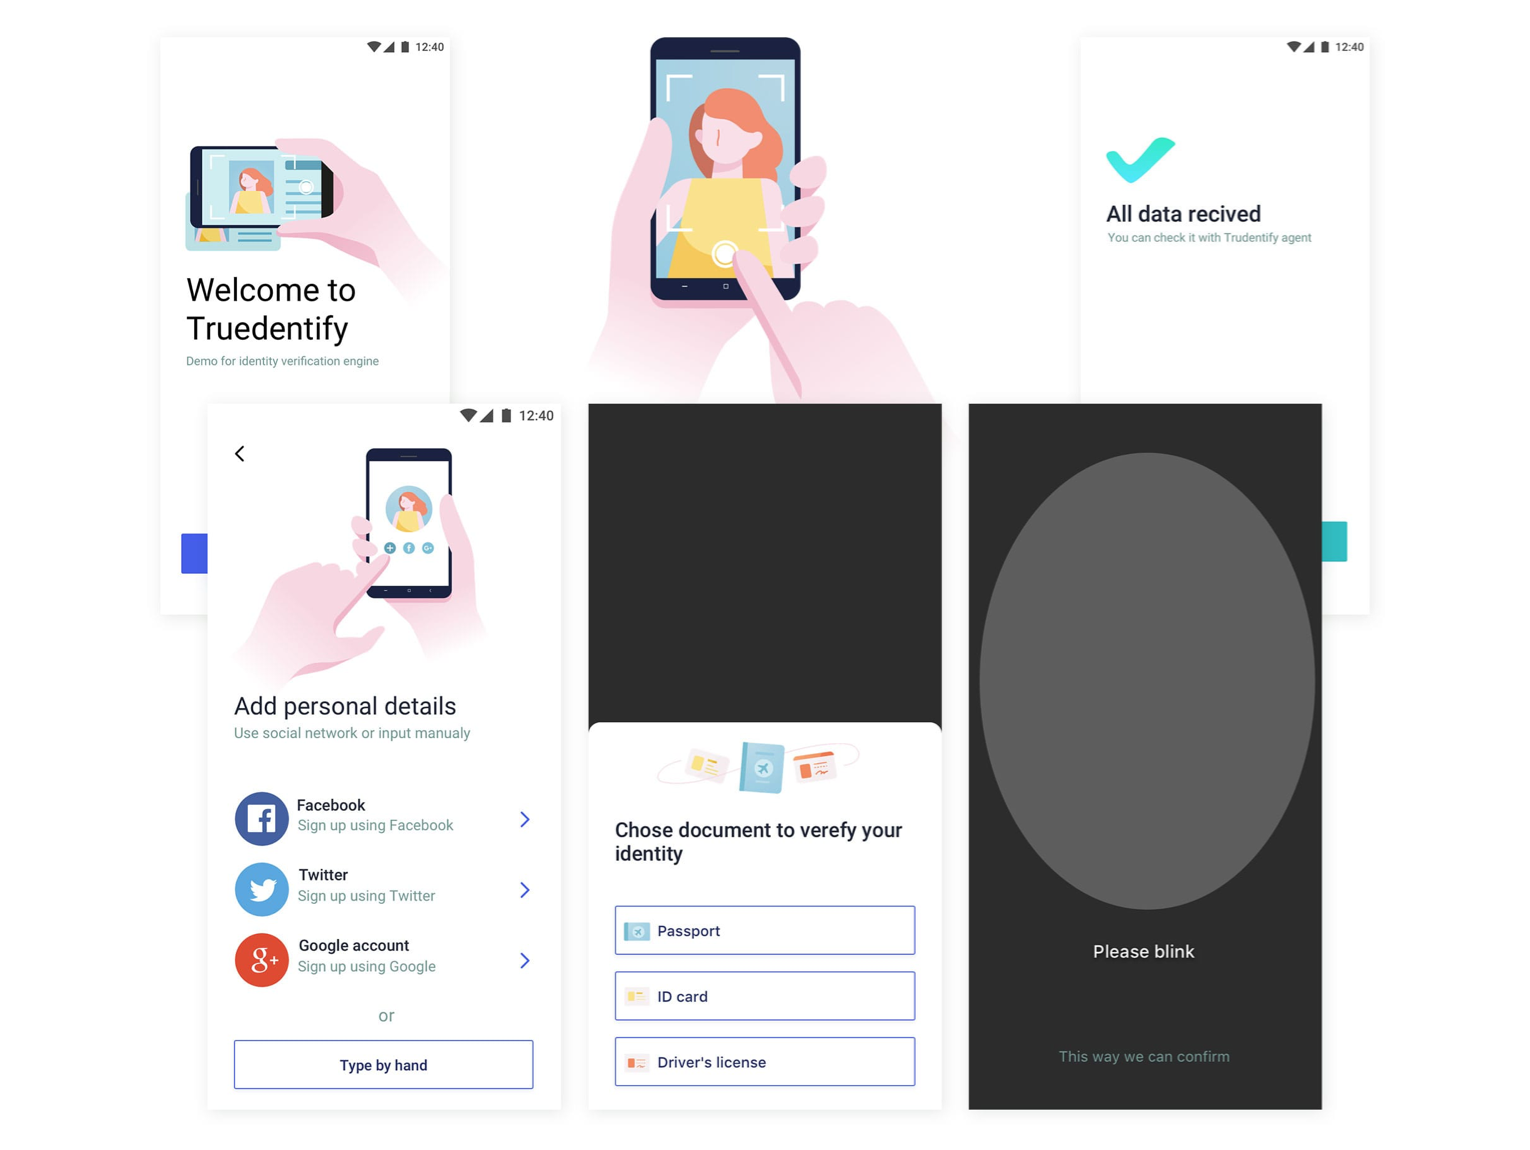 12:40
Welcome to
Truedentify
Demo for identity verification engine
12:40
All data recived
You can check it with Trudentify agent
12:40
Add personal details
Use social network or input manualy
Facebook
Sign up using Facebook
Twitter
Sign up using Twitter
g+
Google account
Sign up using Google
or
Type by hand
Chose document to verefy your
identity
Passport
ID card
Driver's license
Please blink
This way we can confirm